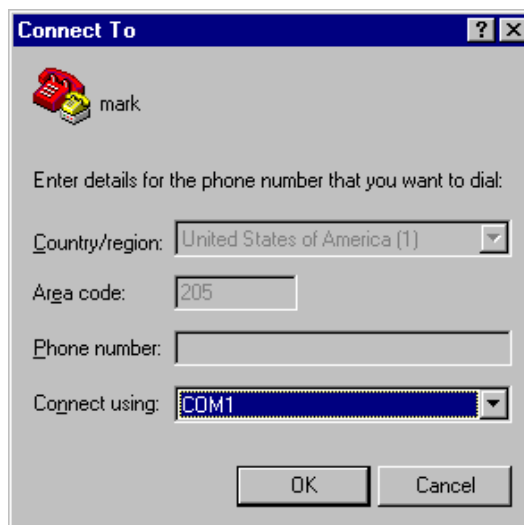 Connect To
mark
Enter details for the phone number that you want to dial:
Country/region: United States of America (1)
Area code: 205
Phone number:
Connect using: COM1
OK Cancel